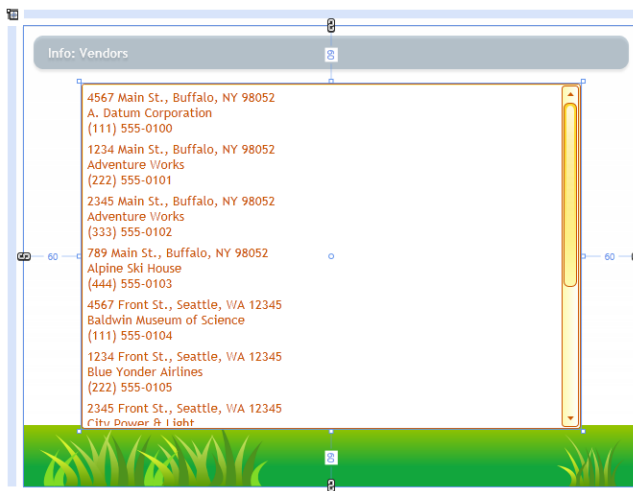 Info: Vendors
60
4567 Main St., Buffalo, NY 98052
A. Datum Corporation
(111) 555-0100
1234 Main St., Buffalo, NY 98052
Adventure Works
(222) 555-0101
2345 Main St., Buffalo, NY 98052
Adventure Works
(333) 555-0102
789 Main St., Buffalo, NY 98052
Alpine Ski House
(444) 555-0103
60
60
4567 Front St., Seattle, WA 12345
Baldwin Museum of Science
(111) 555-0104
1234 Front St., Seattle, WA 12345
Blue Yonder Airlines
(222) 555-0105
2345 Front St., Seattle, WA 12345
City Power & Light
60